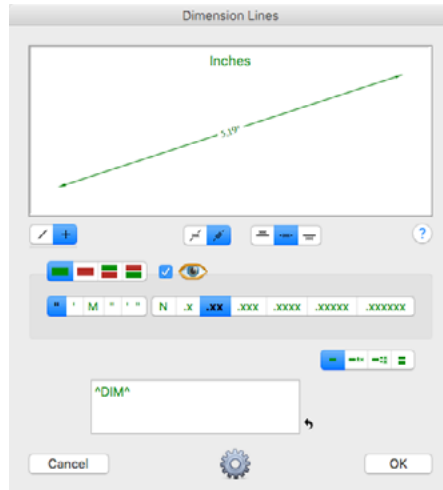 Dimension Lines
Inches
5.19"
?
" ' M ° ' " N .x .xx .xxx .xxxx .xxxxx .xxxxxx
^DIM^
Cancel OK